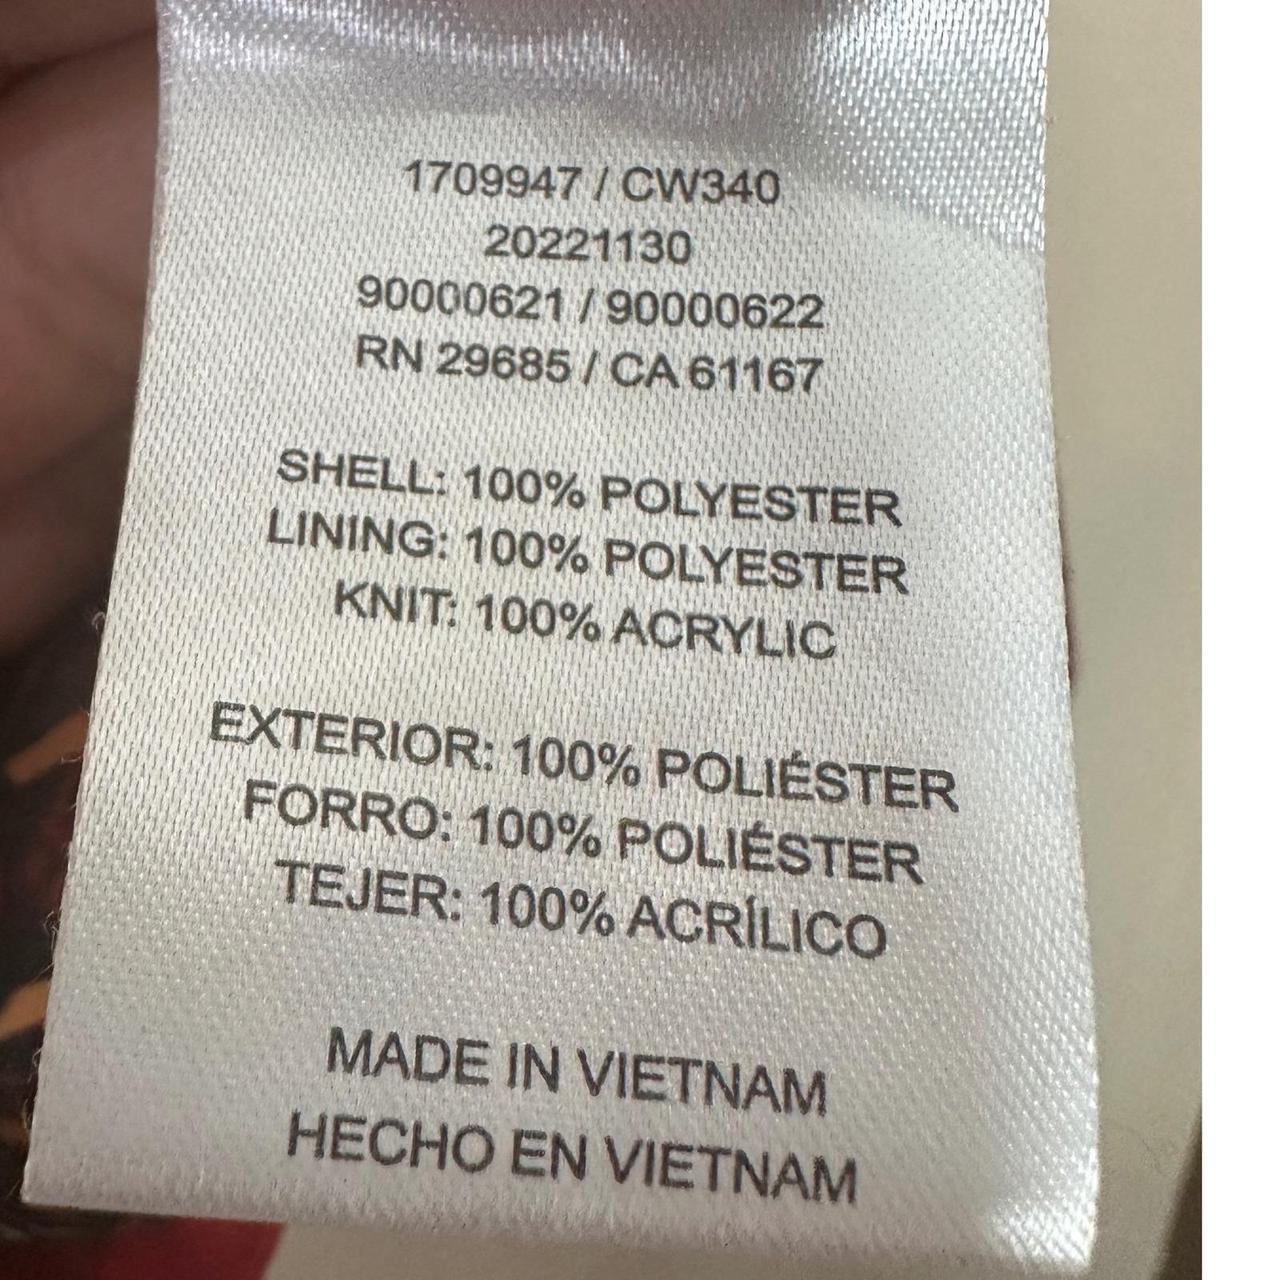 1709947 / CW340
20221130
90000621 / 90000622
RN 29685 / CA 61167
SHELL: 100% POLYESTER
LINING: 100% POLYESTER
KNIT: 100% ACRYLIC
EXTERIOR: 100% POLIÉSTER
FORRO: 100% POLIÉSTER
TEJER: 100% ACRÍLICO
MADE IN VIETNAM
HECHO EN VIETNAM